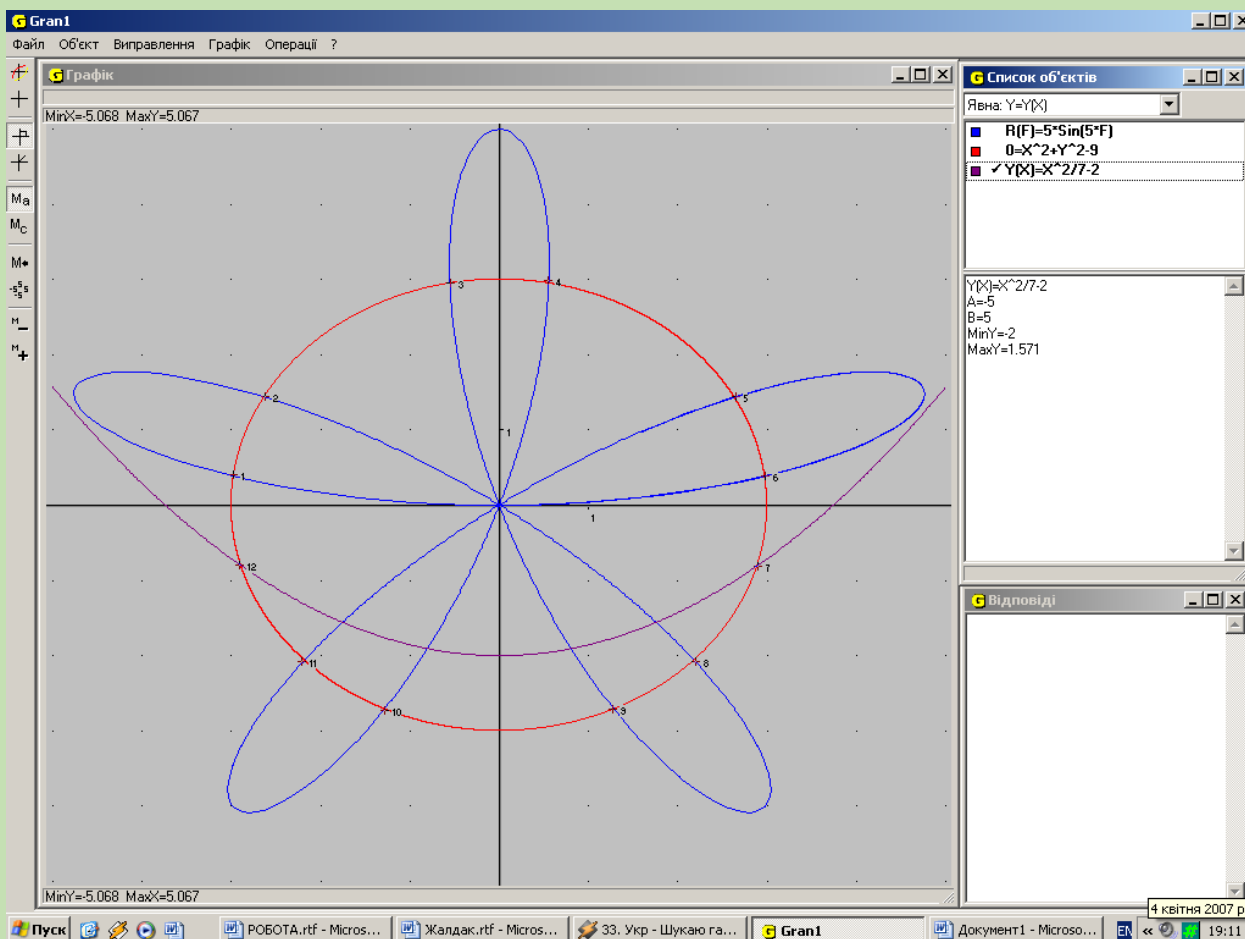 Gran1
Файл Об'єкт Виправлення Графік Операції ?
Графік
MinX=-5.068 MaxY=5.067
3
4
2
5
1
1
6
1
12
7
11
8
10
9
MinY=-5.068 MaxX=5.067
Ma
Mc
M
-5 5 5 5
M
M
Список об'єктів
Явна: Y=Y(X)
R(F)=5*Sin(5*F)
0=X^2+Y^2-9
Y(X)=X^2/7-2
Y(X)=X^2/7-2
A=-5
B=5
MinY=-2
MaxY=1.571
Відповіді
4 квітня 2007 р
Пуск РОБОТА.rtf - Micros... Жалдак.rtf - Micros... 33. Укр - Шукаю га... Gran1 Документ1 - Microso... EN « 19:11